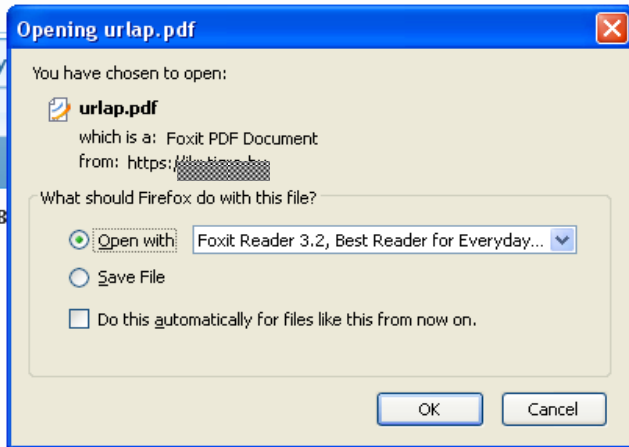 Opening urlap.pdf
You have chosen to open:
urlap.pdf
which is a: Foxit PDF Document
from: https://
What should Firefox do with this file?
Open with Foxit Reader 3.2, Best Reader for Everyday...
Save File
Do this automatically for files like this from now on.
OK Cancel